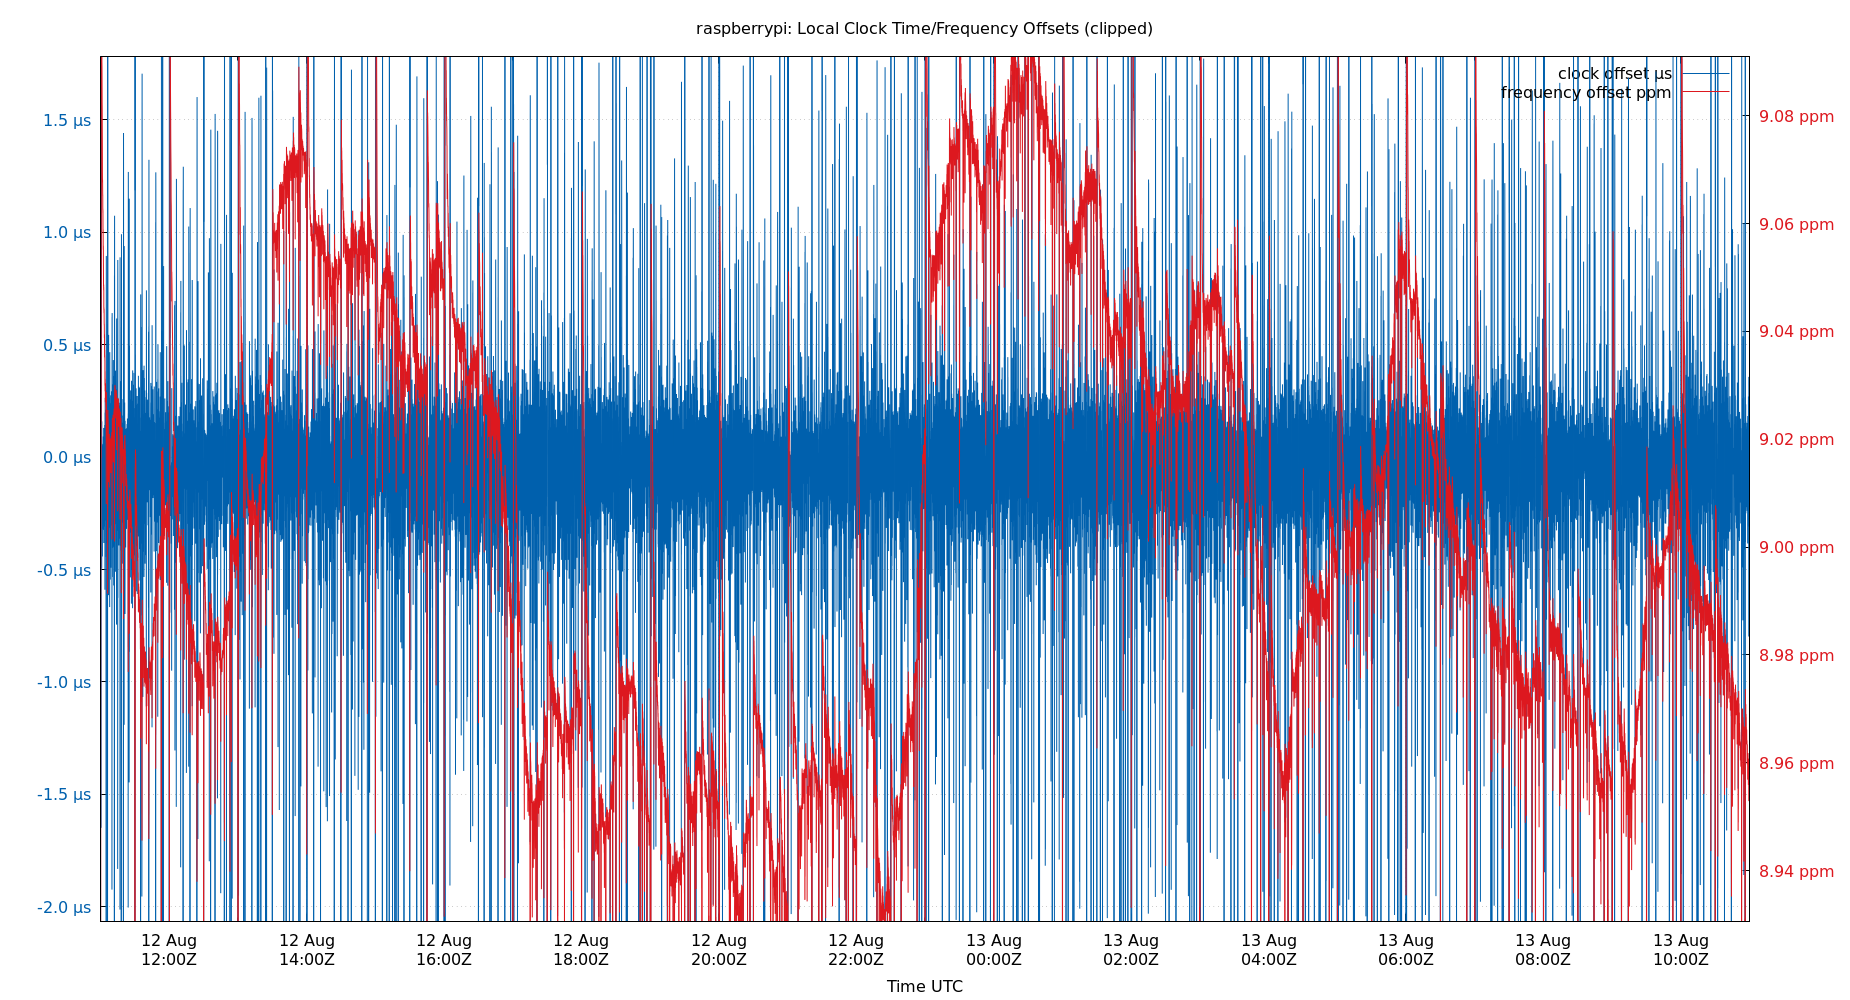 raspberrypi: Local Clock Time/Frequency Offsets (clipped)
clock offset μs
frequency offset ppm
1.5 μs
1.0 μs
0.5 μs
0.0 μs
-0.5 μs
-1.0 μs
-1.5 μs
-2.0 μs
9.08 ppm
9.06 ppm
9.04 ppm
9.02 ppm
9.00 ppm
8.98 ppm
8.96 ppm
8.94 ppm
12 Aug 12 Aug 12 Aug 12 Aug 12 Aug 12 Aug 13 Aug 13 Aug 13 Aug 13 Aug 13 Aug 13 Aug
12:00Z 14:00Z 16:00Z 18:00Z 20:00Z 22:00Z 00:00Z 02:00Z 04:00Z 06:00Z 08:00Z 10:00Z
Time UTC